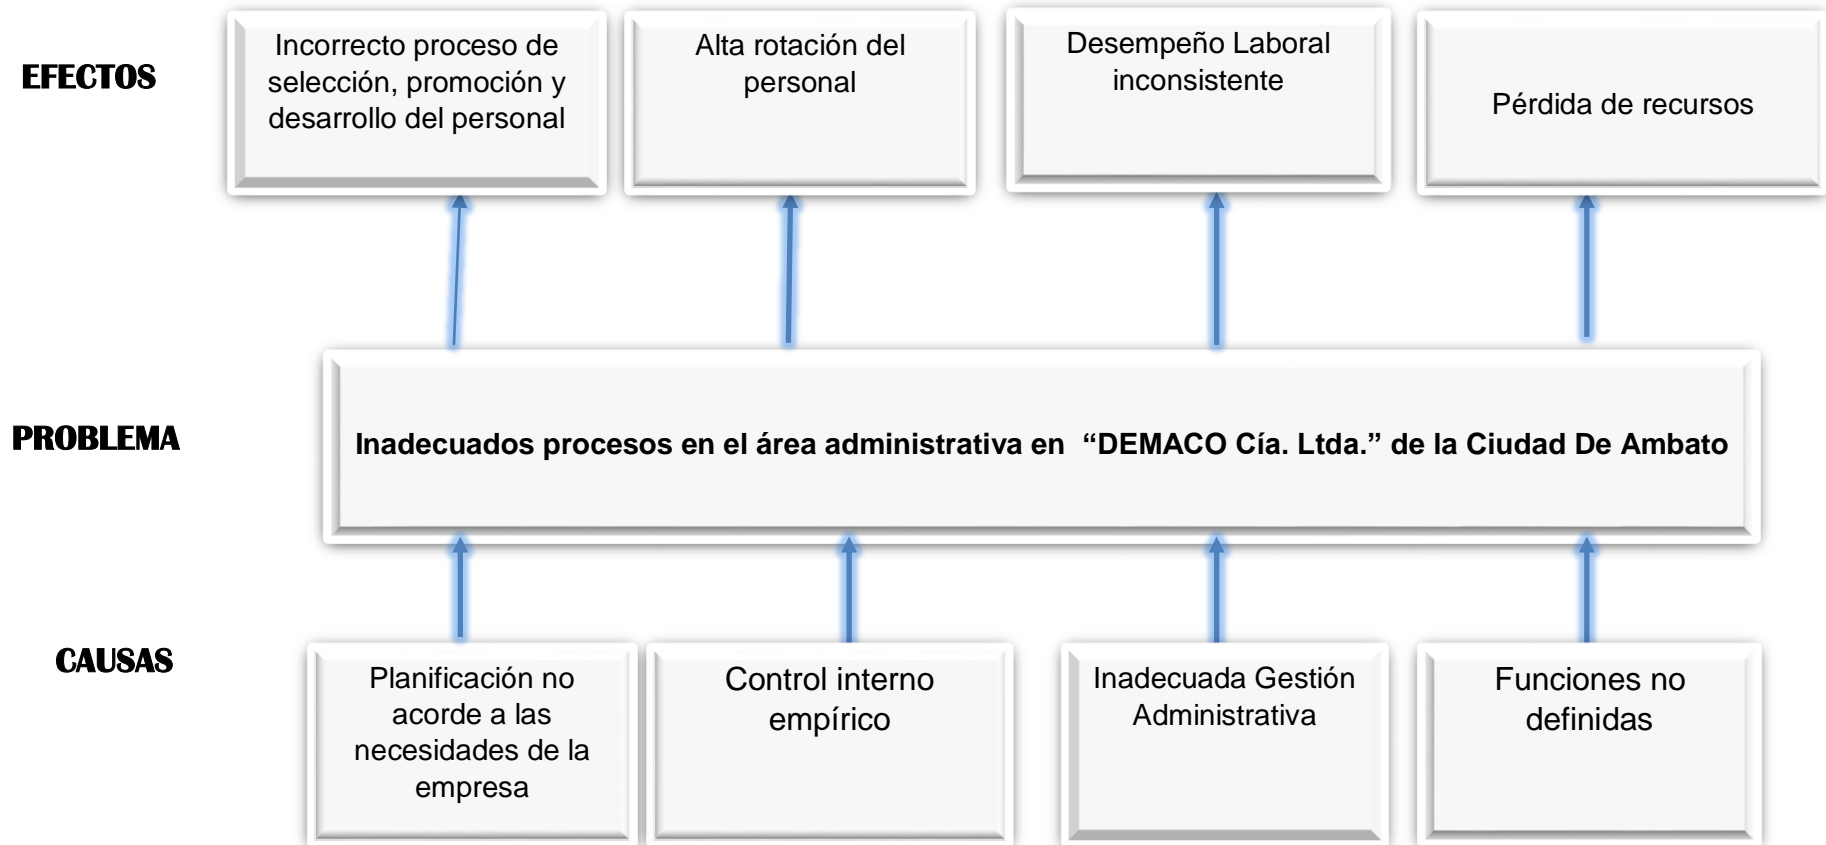 EFECTOS
Incorrecto proceso de
selección, promoción y
desarrollo del personal
Alta rotación del
personal
Desempeño Laboral
inconsistente
Pérdida de recursos
PROBLEMA
Inadecuados procesos en el área administrativa en “DEMACO Cía. Ltda.” de la Ciudad De Ambato
CAUSAS
Planificación no
acorde a las
necesidades de la
empresa
Control interno
empírico
Inadecuada Gestión
Administrativa
Funciones no
definidas